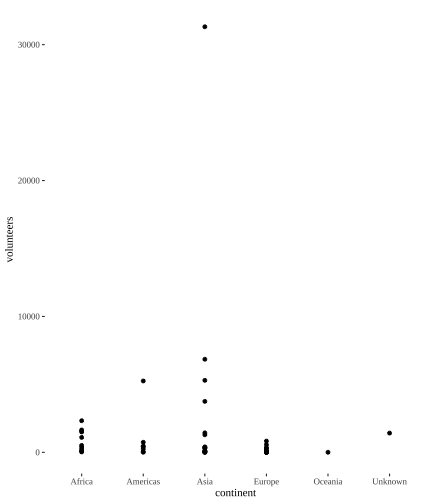 30000
20000
10000
0
volunteers
Africa Americas Asia Europe Oceania Unknown
continent